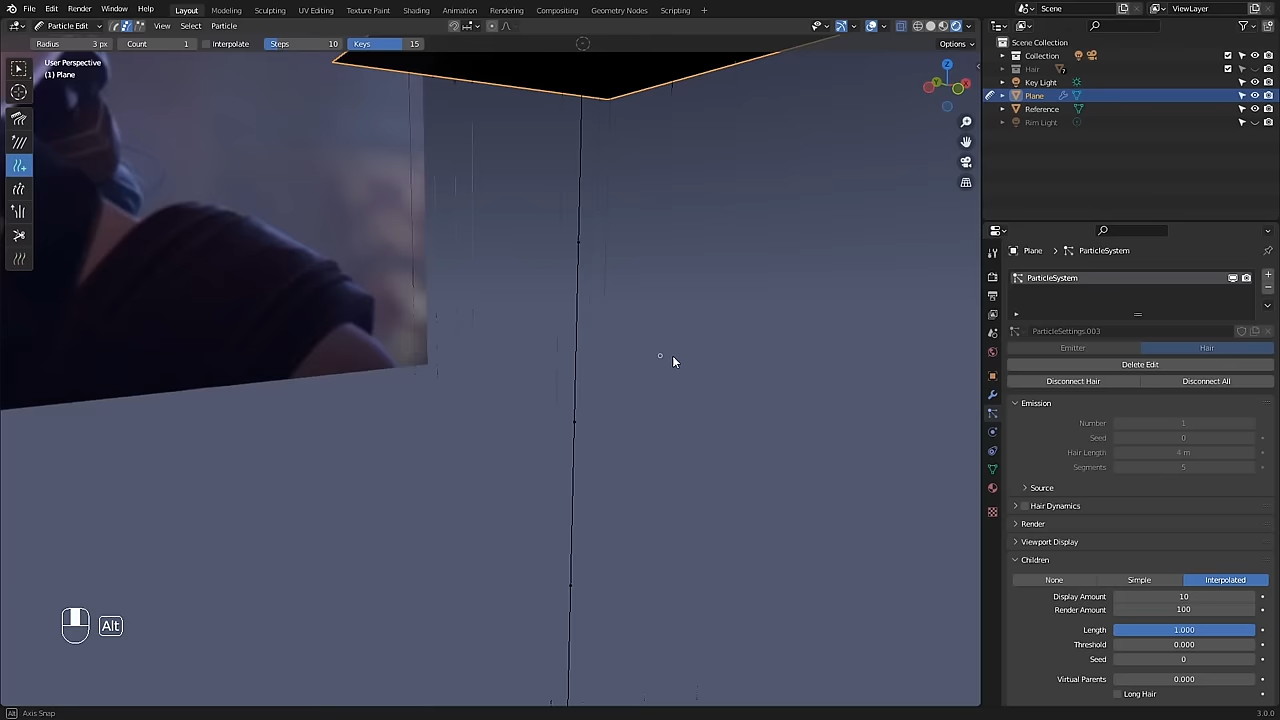 File Edit Render Window Help Layout Modeling Sculpting UV Editing Texture Paint Shading Animation Rendering Compositing Geometry Nodes Scripting + Scene ViewLayer
Particle Edit View Select Particle
Radius 3 px Count 1 Interpolate Steps 10 Keys 15 Options
User Perspective
(1) Plane
Scene Collection
Collection
Hair
Key Light
Plane
Reference
Rim Light
Plane > ParticleSystem
ParticleSystem
ParticleSettings.003
Emitter Hair
Delete Edit
Disconnect Hair Disconnect All
Emission
Number 1
Seed 0
Hair Length 4 m
Segments 5
Source
Hair Dynamics
Render
Viewport Display
Children
None Simple Interpolated
Display Amount 10
Render Amount 100
Length 1.000
Threshold 0.000
Seed 0
Virtual Parents 0.000
Long Hair
Alt
Alt Axis Snap 3.0.0